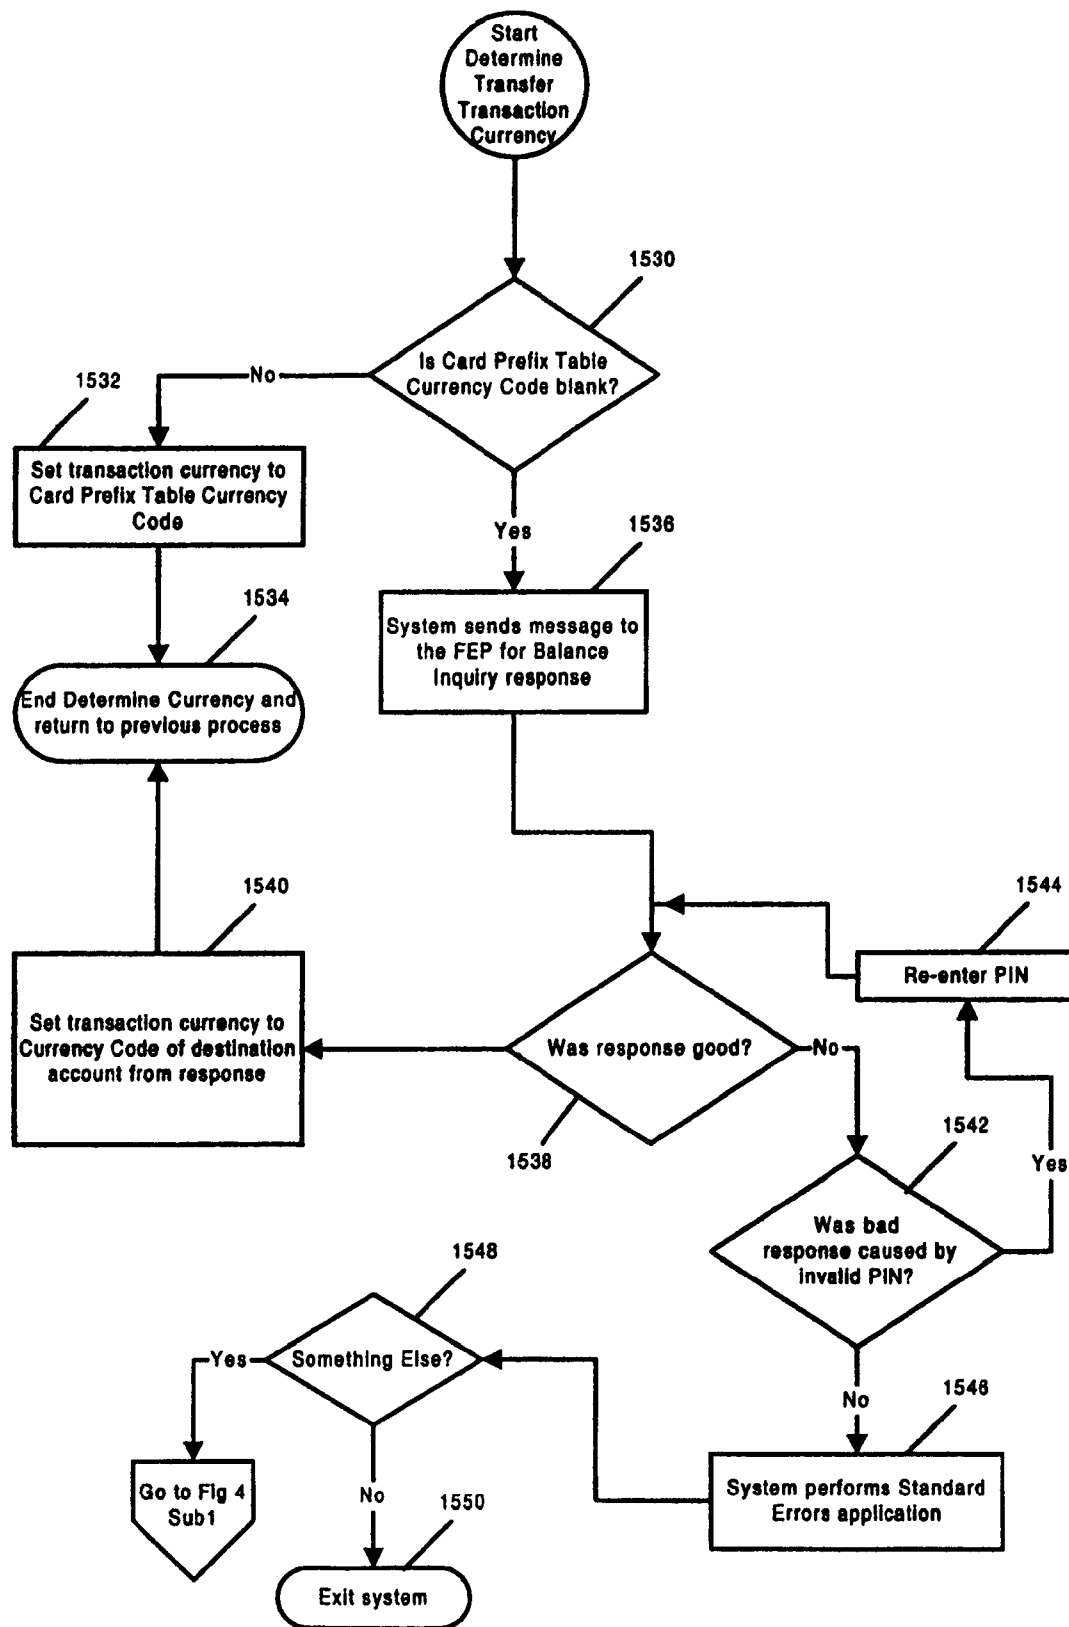 Start
Determine
Transfer
Transaction
Currency
1530
Is Card Prefix Table
Currency Code blank?
No
1532
Set transaction currency to
Card Prefix Table Currency
Code
Yes
1536
1534
System sends message to
the FEP for Balance
Inquiry response
End Determine Currency and
return to previous process
1540
1544
Re-enter PIN
Set transaction currency to
Currency Code of destination
account from response
Was response good?
No
1538
1542
Yes
Was bad
response caused by
invalid PIN?
1548
Yes
Something Else?
No
1546
Go to Fig 4
Sub1
No
1550
System performs Standard
Errors application
Exit system